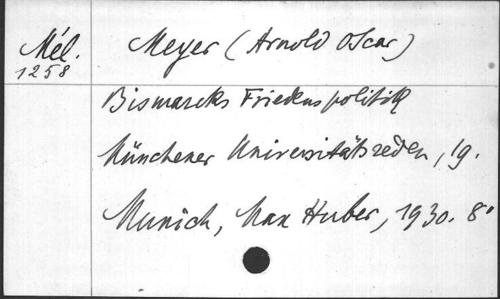 Mél. Meyer (Arnold Oscar)
1258
Bismarcks Friedenspolitik
Münchener Universitätsreden, 19.
Munich, Max Huber, 1930. 8°